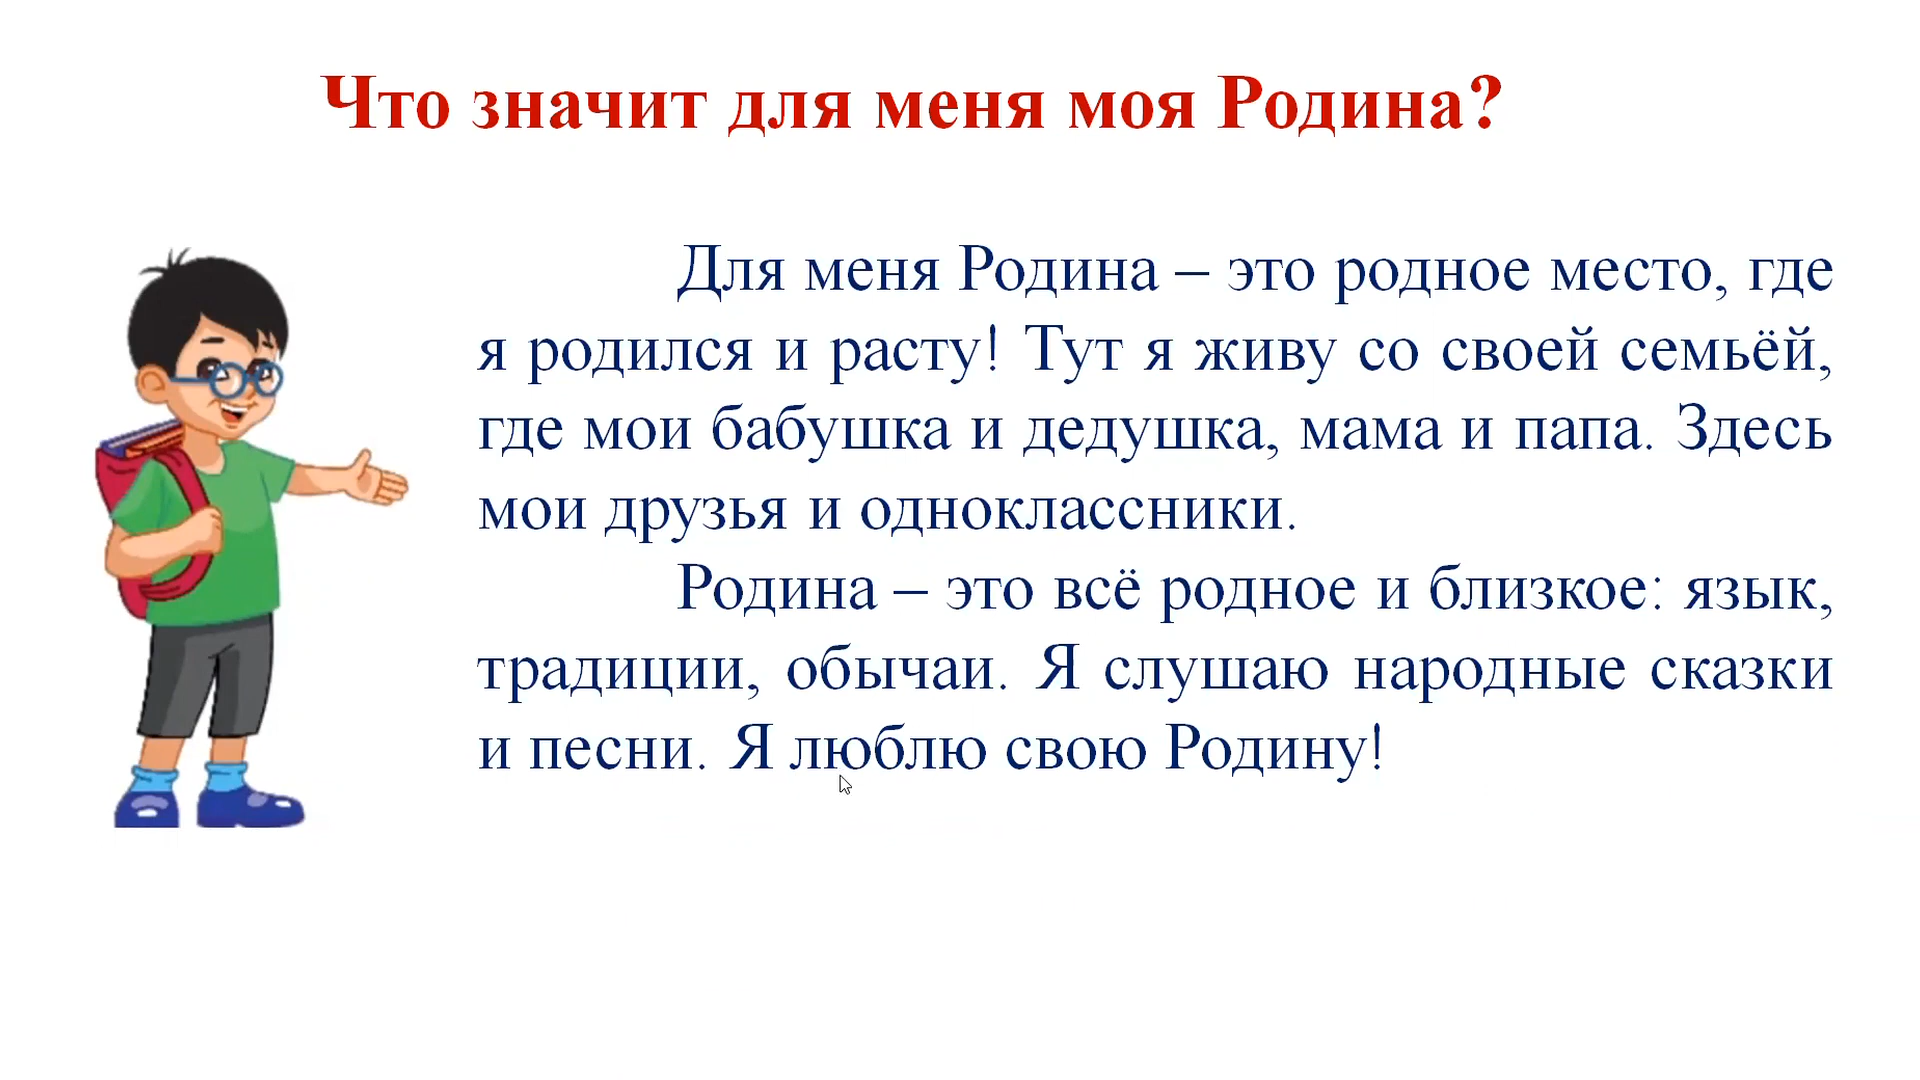 Что значит для меня моя Родина?
Для меня Родина – это родное место, где
я родился и расту! Тут я живу со своей семьёй,
где мои бабушка и дедушка, мама и папа. Здесь
мои друзья и одноклассники.
Родина – это всё родное и близкое: язык,
традиции, обычаи. Я слушаю народные сказки
и песни. Я люблю свою Родину!